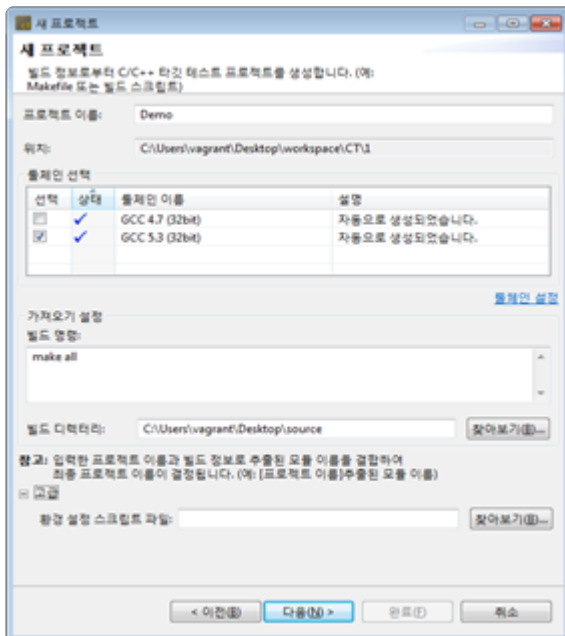 새 프로젝트
새 프로젝트
빌드 정보로부터 C/C++ 타깃 테스트 프로젝트를 생성합니다. (예:
Makefile 또는 빌드 스크립트)
프로젝트 이름: Demo
위치: C:\Users\vagrant\Desktop\workspace\CT\1
툴체인 선택
선택 상태 툴체인 이름 설명
GCC 4.7 (32bit) 자동으로 생성되었습니다.
GCC 5.3 (32bit) 자동으로 생성되었습니다.
툴체인 설정
가져오기 설정
빌드 명령:
make all
빌드 디렉터리: C:\Users\vagrant\Desktop\source 찾아보기(B)...
참고: 입력한 프로젝트 이름과 빌드 정보로 추출된 모듈 이름을 결합하여
최종 프로젝트 이름이 결정됩니다. (예: [프로젝트 이름]추출된 모듈 이름)
고급
환경 설정 스크립트 파일: 찾아보기(B)...
< 이전(B) 다음(N) > 완료(F) 취소